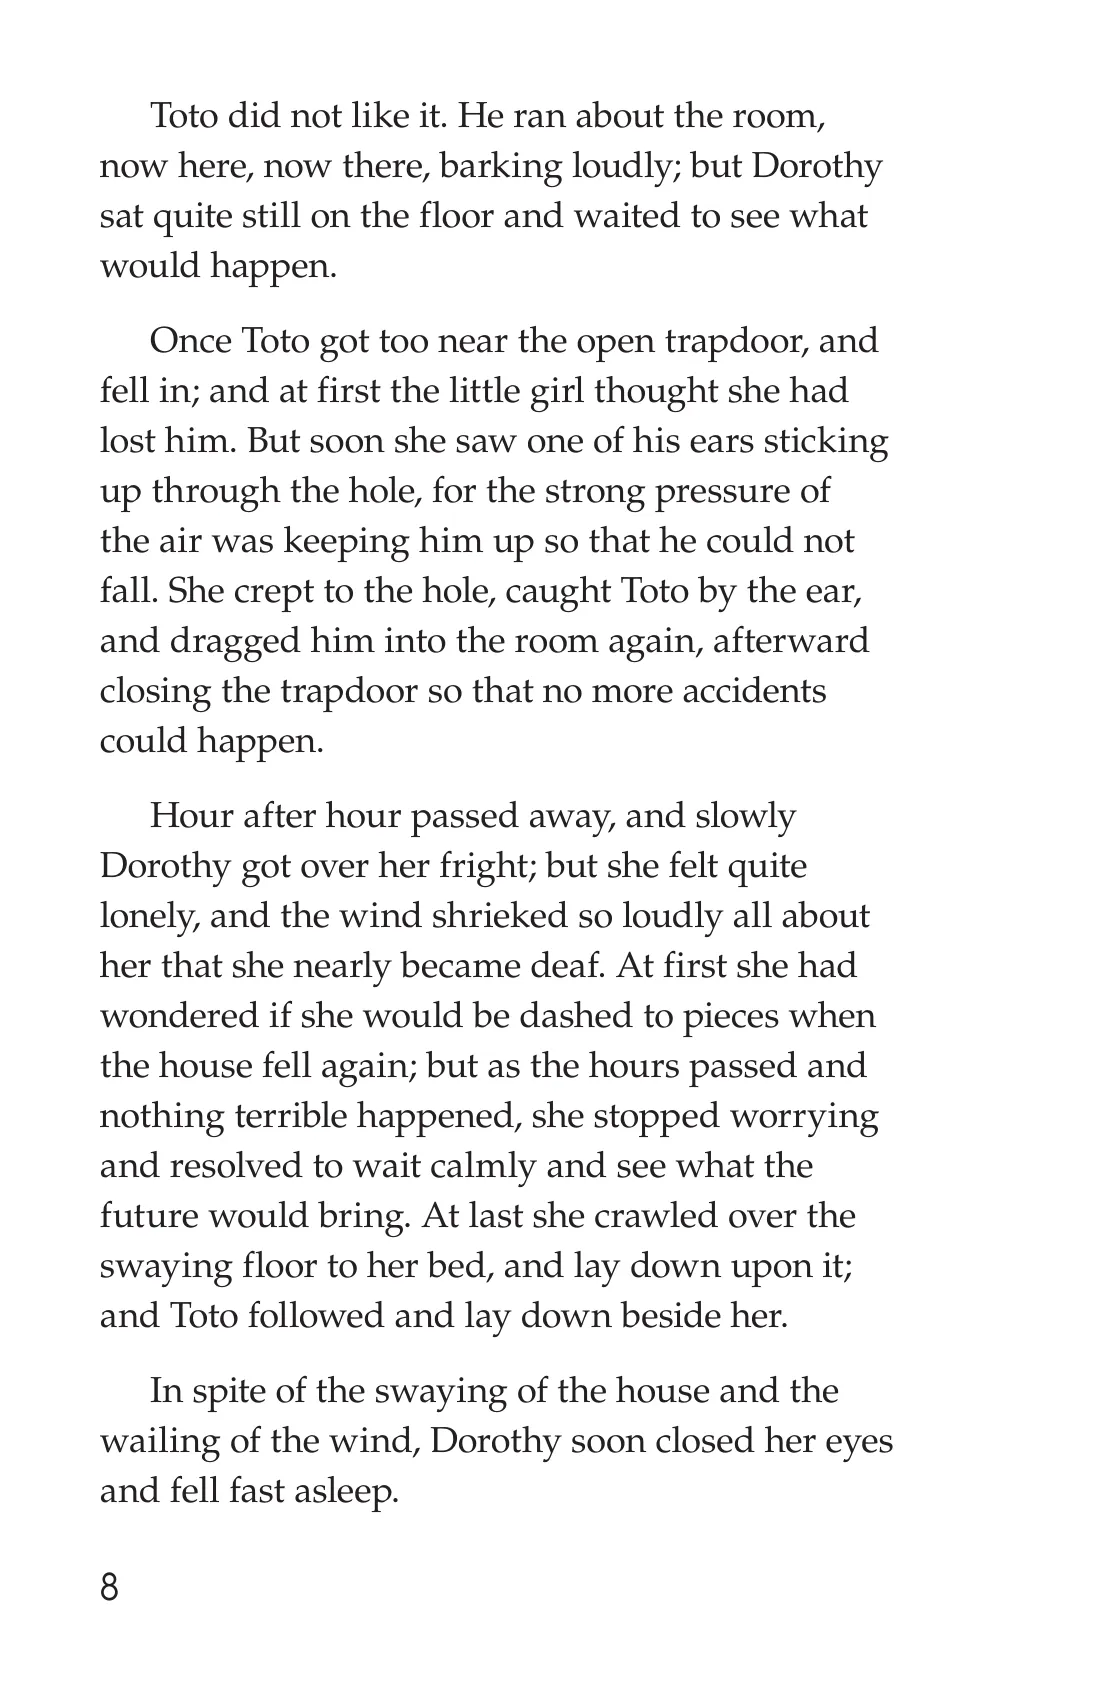 Toto did not like it. He ran about the room,
now here, now there, barking loudly; but Dorothy
sat quite still on the floor and waited to see what
would happen.
Once Toto got too near the open trapdoor, and
fell in; and at first the little girl thought she had
lost him. But soon she saw one of his ears sticking
up through the hole, for the strong pressure of
the air was keeping him up so that he could not
fall. She crept to the hole, caught Toto by the ear,
and dragged him into the room again, afterward
closing the trapdoor so that no more accidents
could happen.
Hour after hour passed away, and slowly
Dorothy got over her fright; but she felt quite
lonely, and the wind shrieked so loudly all about
her that she nearly became deaf. At first she had
wondered if she would be dashed to pieces when
the house fell again; but as the hours passed and
nothing terrible happened, she stopped worrying
and resolved to wait calmly and see what the
future would bring. At last she crawled over the
swaying floor to her bed, and lay down upon it;
and Toto followed and lay down beside her.
In spite of the swaying of the house and the
wailing of the wind, Dorothy soon closed her eyes
and fell fast asleep.
8